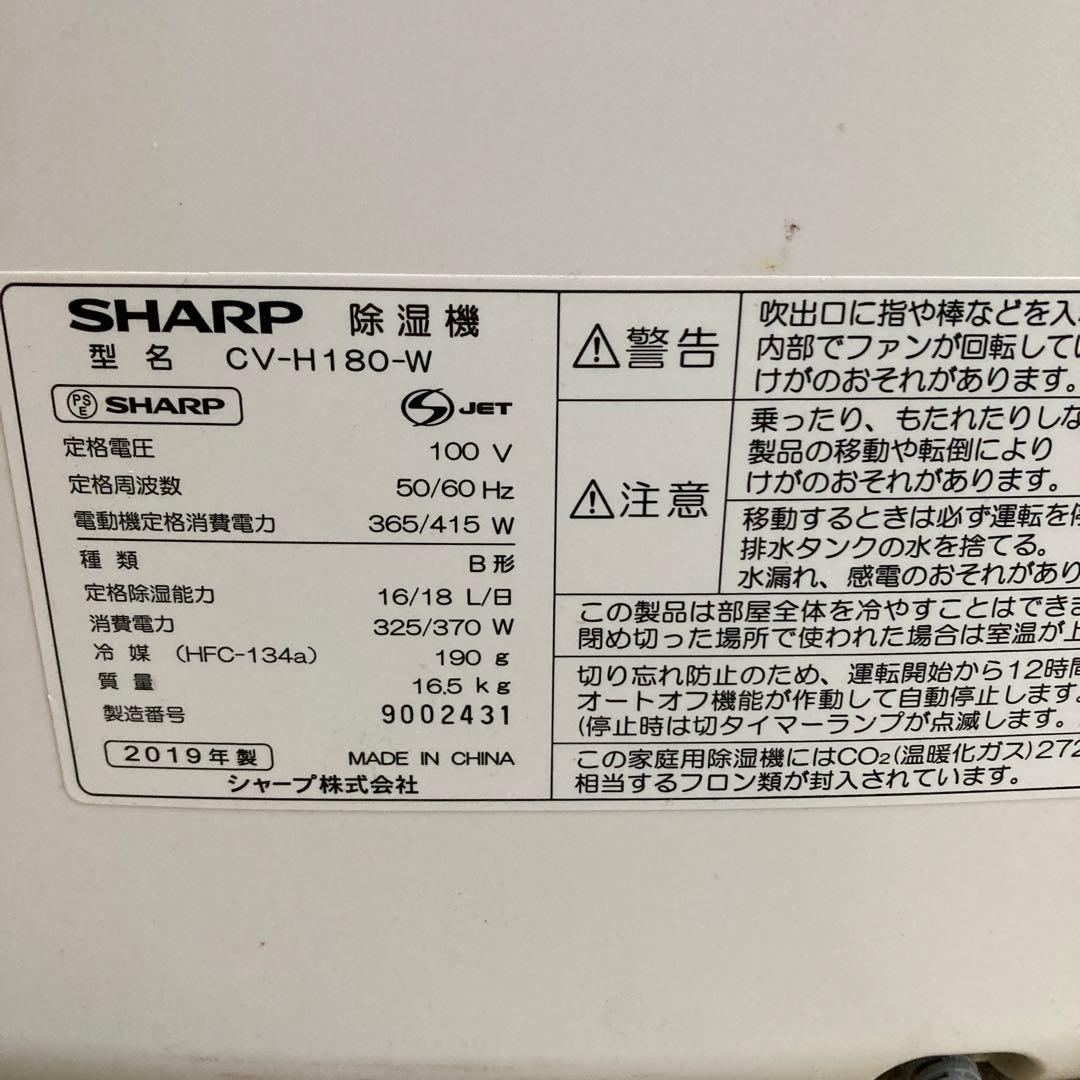 SHARP 除湿機
型名 CV-H180-W
PSE SHARP JET
定格電圧 100 V
定格周波数 50/60 Hz
電動機定格消費電力 365/415 W
種類 B形
定格除湿能力 16/18 L/日
消費電力 325/370 W
冷媒 (HFC-134a) 190 g
質量 16.5 kg
製造番号 9002431
2019年製 MADE IN CHINA
シャープ株式会社
⚠警告
吹出口に指や棒などを入
内部でファンが回転してい
けがのおそれがあります。
⚠注意
乗ったり、もたれたりしな
製品の移動や転倒により
けがのおそれがあります。
移動するときは必ず運転を停
排水タンクの水を捨てる。
水漏れ、感電のおそれがあり
この製品は部屋全体を冷やすことはできま
閉め切った場所で使われた場合は室温が上
切り忘れ防止のため、運転開始から12時間
オートオフ機能が作動して自動停止します。
(停止時は切タイマーランプが点滅します。
この家庭用除湿機にはCO₂(温暖化ガス)272
相当するフロン類が封入されています。